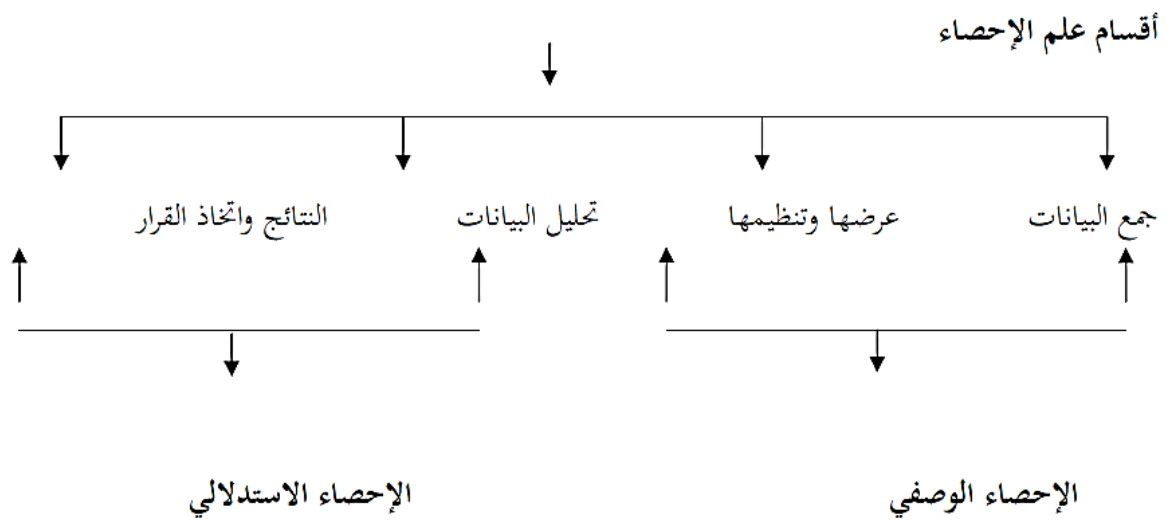 أقسام علم الإحصاء
جمع البيانات عرضها وتنظيمها تحليل البيانات النتائج واتخاذ القرار
الإحصاء الوصفي الإحصاء الاستدلالي